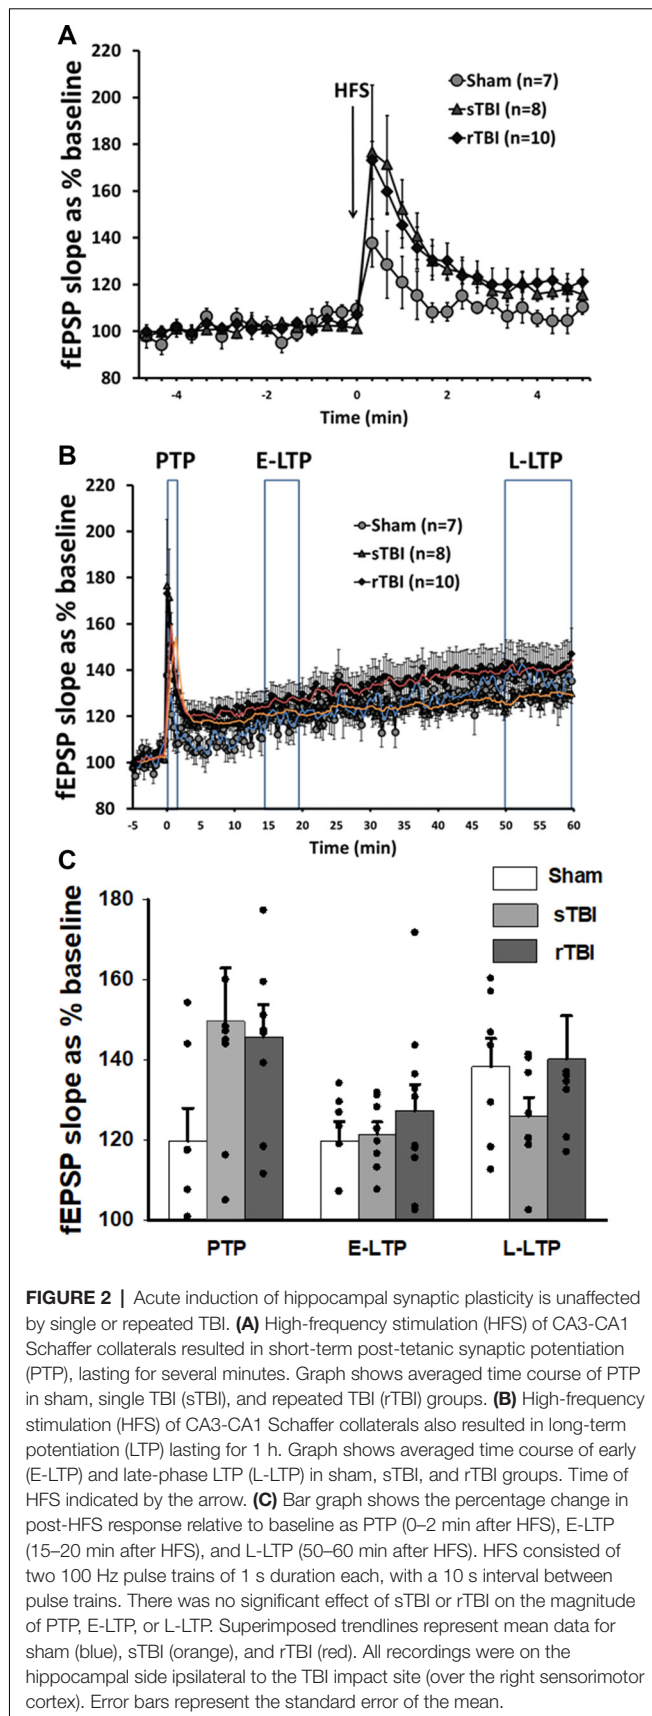 A
220
200
180
160
140
120
100
80
fEPSP slope as % baseline
HFS
Sham (n=7)
sTBI (n=8)
rTBI (n=10)
-4
-2
0
2
4
Time (min)
B
PTP
E-LTP
L-LTP
220
200
180
160
140
120
100
80
fEPSP slope as % baseline
Sham (n=7)
sTBI (n=8)
rTBI (n=10)
-5
0
5
10
15
20
25
30
35
40
45
50
55
60
Time (min)
C
180
160
140
120
100
fEPSP slope as % baseline
Sham
sTBI
rTBI
PTP
E-LTP
L-LTP
FIGURE 2 | Acute induction of hippocampal synaptic plasticity is unaffected
by single or repeated TBI. (A) High-frequency stimulation (HFS) of CA3-CA1
Schaffer collaterals resulted in short-term post-tetanic synaptic potentiation
(PTP), lasting for several minutes. Graph shows averaged time course of PTP
in sham, single TBI (sTBI), and repeated TBI (rTBI) groups. (B) High-frequency
stimulation (HFS) of CA3-CA1 Schaffer collaterals also resulted in long-term
potentiation (LTP) lasting for 1 h. Graph shows averaged time course of early
(E-LTP) and late-phase LTP (L-LTP) in sham, sTBI, and rTBI groups. Time of
HFS indicated by the arrow. (C) Bar graph shows the percentage change in
post-HFS response relative to baseline as PTP (0–2 min after HFS), E-LTP
(15–20 min after HFS), and L-LTP (50–60 min after HFS). HFS consisted of
two 100 Hz pulse trains of 1 s duration each, with a 10 s interval between
pulse trains. There was no significant effect of sTBI or rTBI on the magnitude
of PTP, E-LTP, or L-LTP. Superimposed trendlines represent mean data for
sham (blue), sTBI (orange), and rTBI (red). All recordings were on the
hippocampal side ipsilateral to the TBI impact site (over the right sensorimotor
cortex). Error bars represent the standard error of the mean.